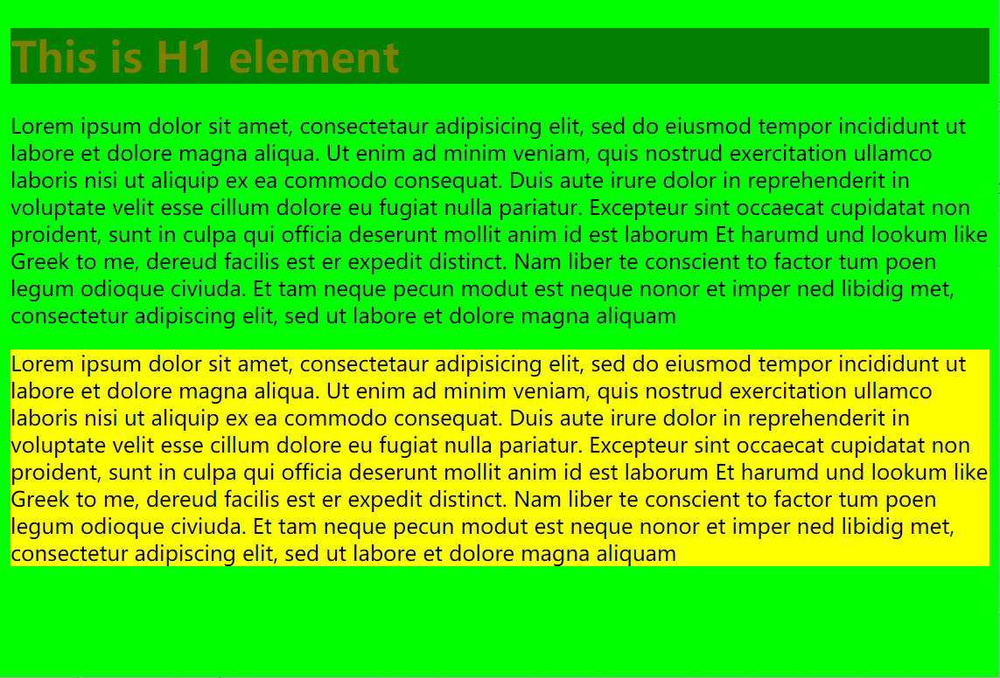 This is H1 element
Lorem ipsum dolor sit amet, consectetaur adipisicing elit, sed do eiusmod tempor incididunt ut
labore et dolore magna aliqua. Ut enim ad minim veniam, quis nostrud exercitation ullamco
laboris nisi ut aliquip ex ea commodo consequat. Duis aute irure dolor in reprehenderit in
voluptate velit esse cillum dolore eu fugiat nulla pariatur. Excepteur sint occaecat cupidatat non
proident, sunt in culpa qui officia deserunt mollit anim id est laborum Et harumd und lookum like
Greek to me, dereud facilis est er expedit distinct. Nam liber te conscient to factor tum poen
legum odioque civiuda. Et tam neque pecun modut est neque nonor et imper ned libidig met,
consectetur adipiscing elit, sed ut labore et dolore magna aliquam
Lorem ipsum dolor sit amet, consectetaur adipisicing elit, sed do eiusmod tempor incididunt ut
labore et dolore magna aliqua. Ut enim ad minim veniam, quis nostrud exercitation ullamco
laboris nisi ut aliquip ex ea commodo consequat. Duis aute irure dolor in reprehenderit in
voluptate velit esse cillum dolore eu fugiat nulla pariatur. Excepteur sint occaecat cupidatat non
proident, sunt in culpa qui officia deserunt mollit anim id est laborum Et harumd und lookum like
Greek to me, dereud facilis est er expedit distinct. Nam liber te conscient to factor tum poen
legum odioque civiuda. Et tam neque pecun modut est neque nonor et imper ned libidig met,
consectetur adipiscing elit, sed ut labore et dolore magna aliquam